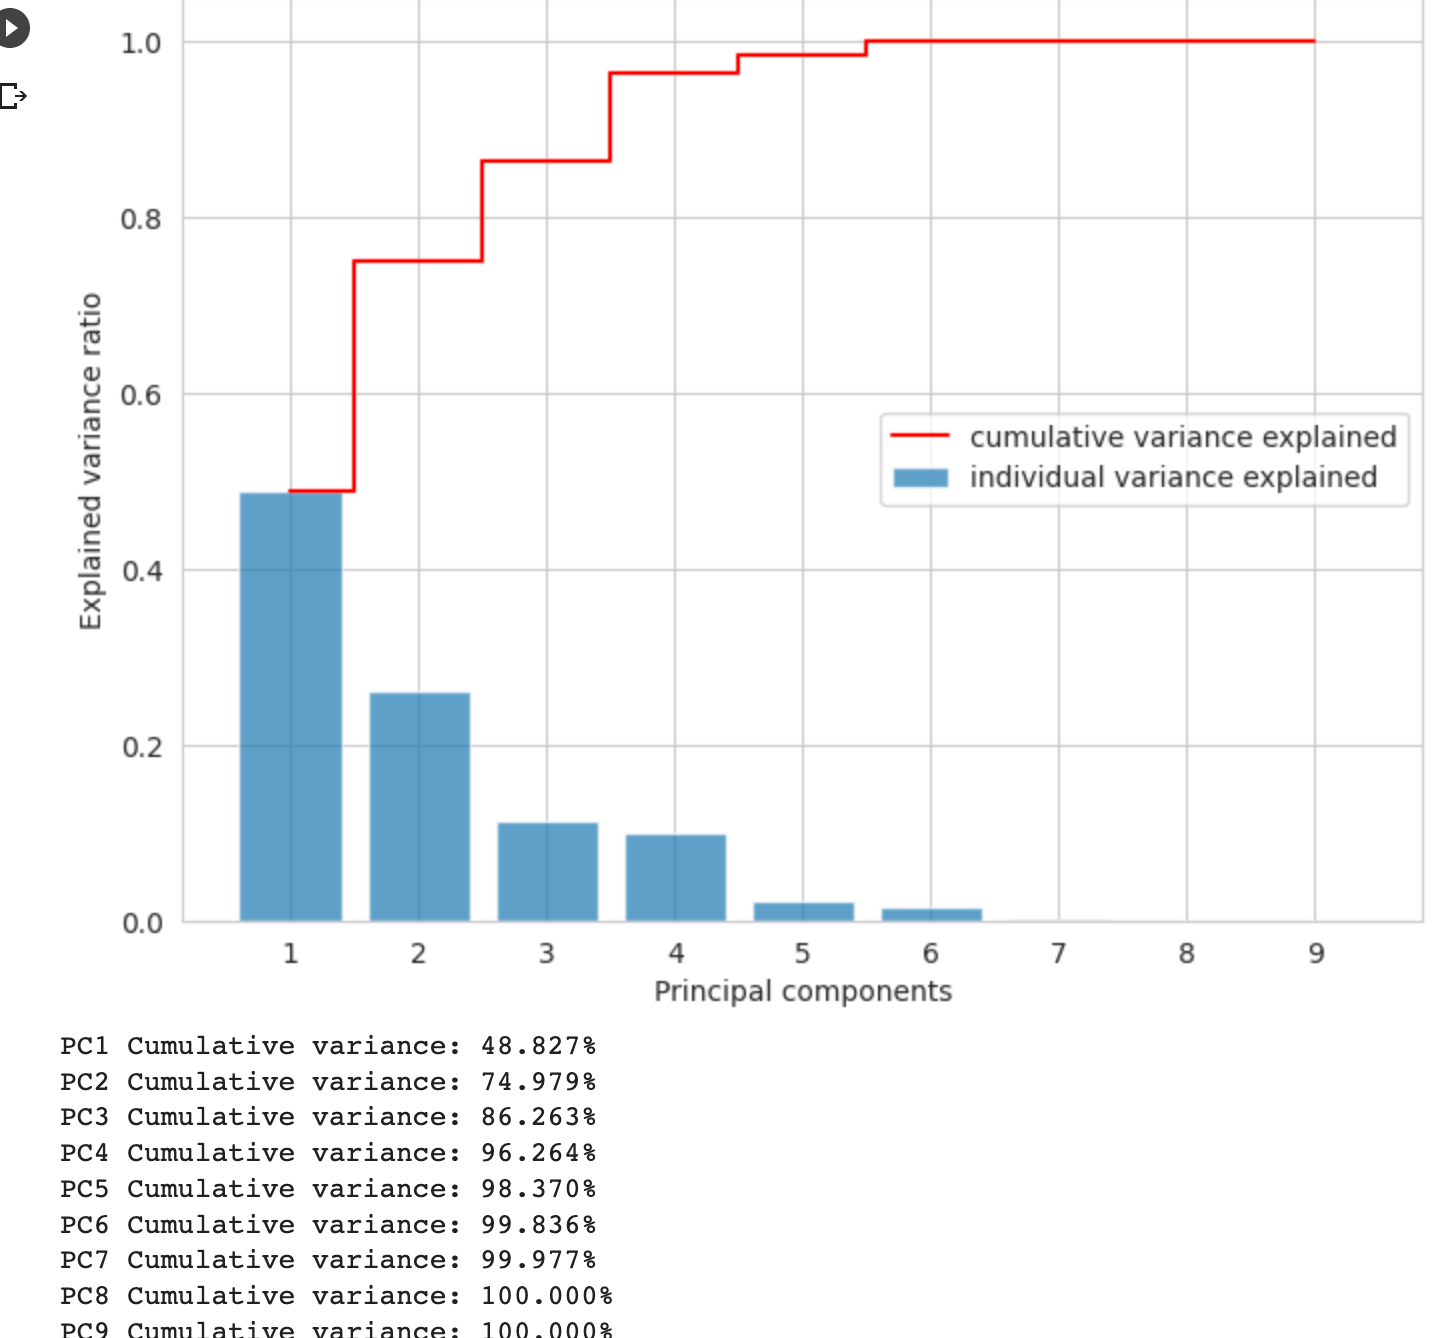 1.0
0.8
0.6
0.4
0.2
0.0
Explained variance ratio
cumulative variance explained
individual variance explained
1 2 3 4 5 6 7 8 9
Principal components
PC1 Cumulative variance: 48.827%
PC2 Cumulative variance: 74.979%
PC3 Cumulative variance: 86.263%
PC4 Cumulative variance: 96.264%
PC5 Cumulative variance: 98.370%
PC6 Cumulative variance: 99.836%
PC7 Cumulative variance: 99.977%
PC8 Cumulative variance: 100.000%
PC9 Cumulative variance: 100.000%